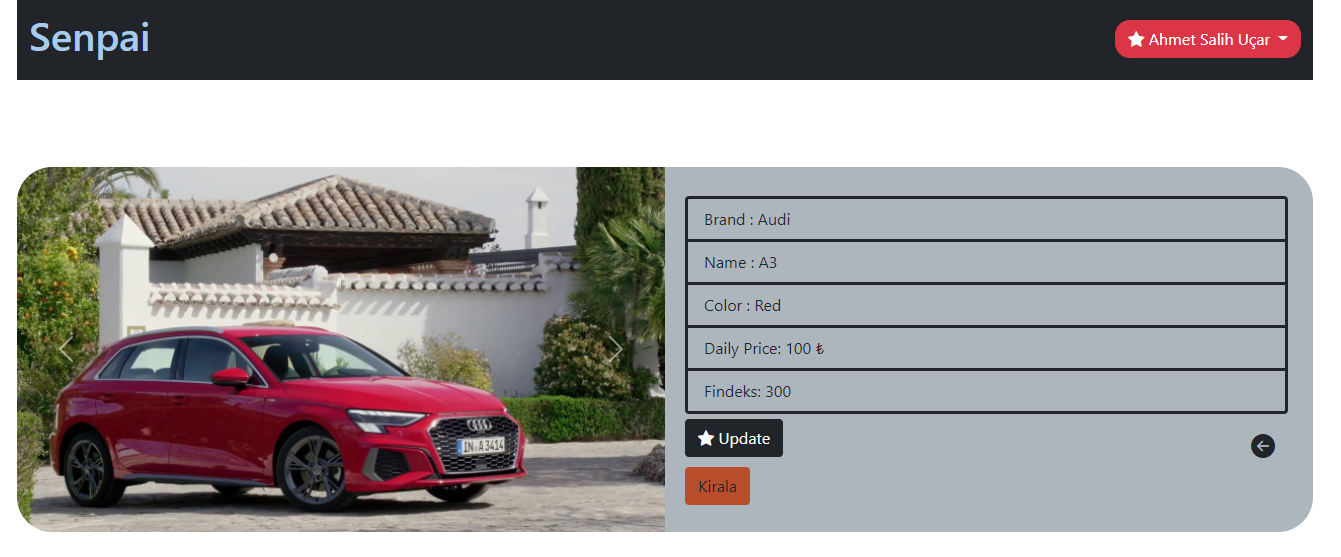 Senpai
Ahmet Salih Uçar
Brand : Audi
Name : A3
Color : Red
Daily Price: 100 ₺
Findeks: 300
Update
Kirala
IN A 3414